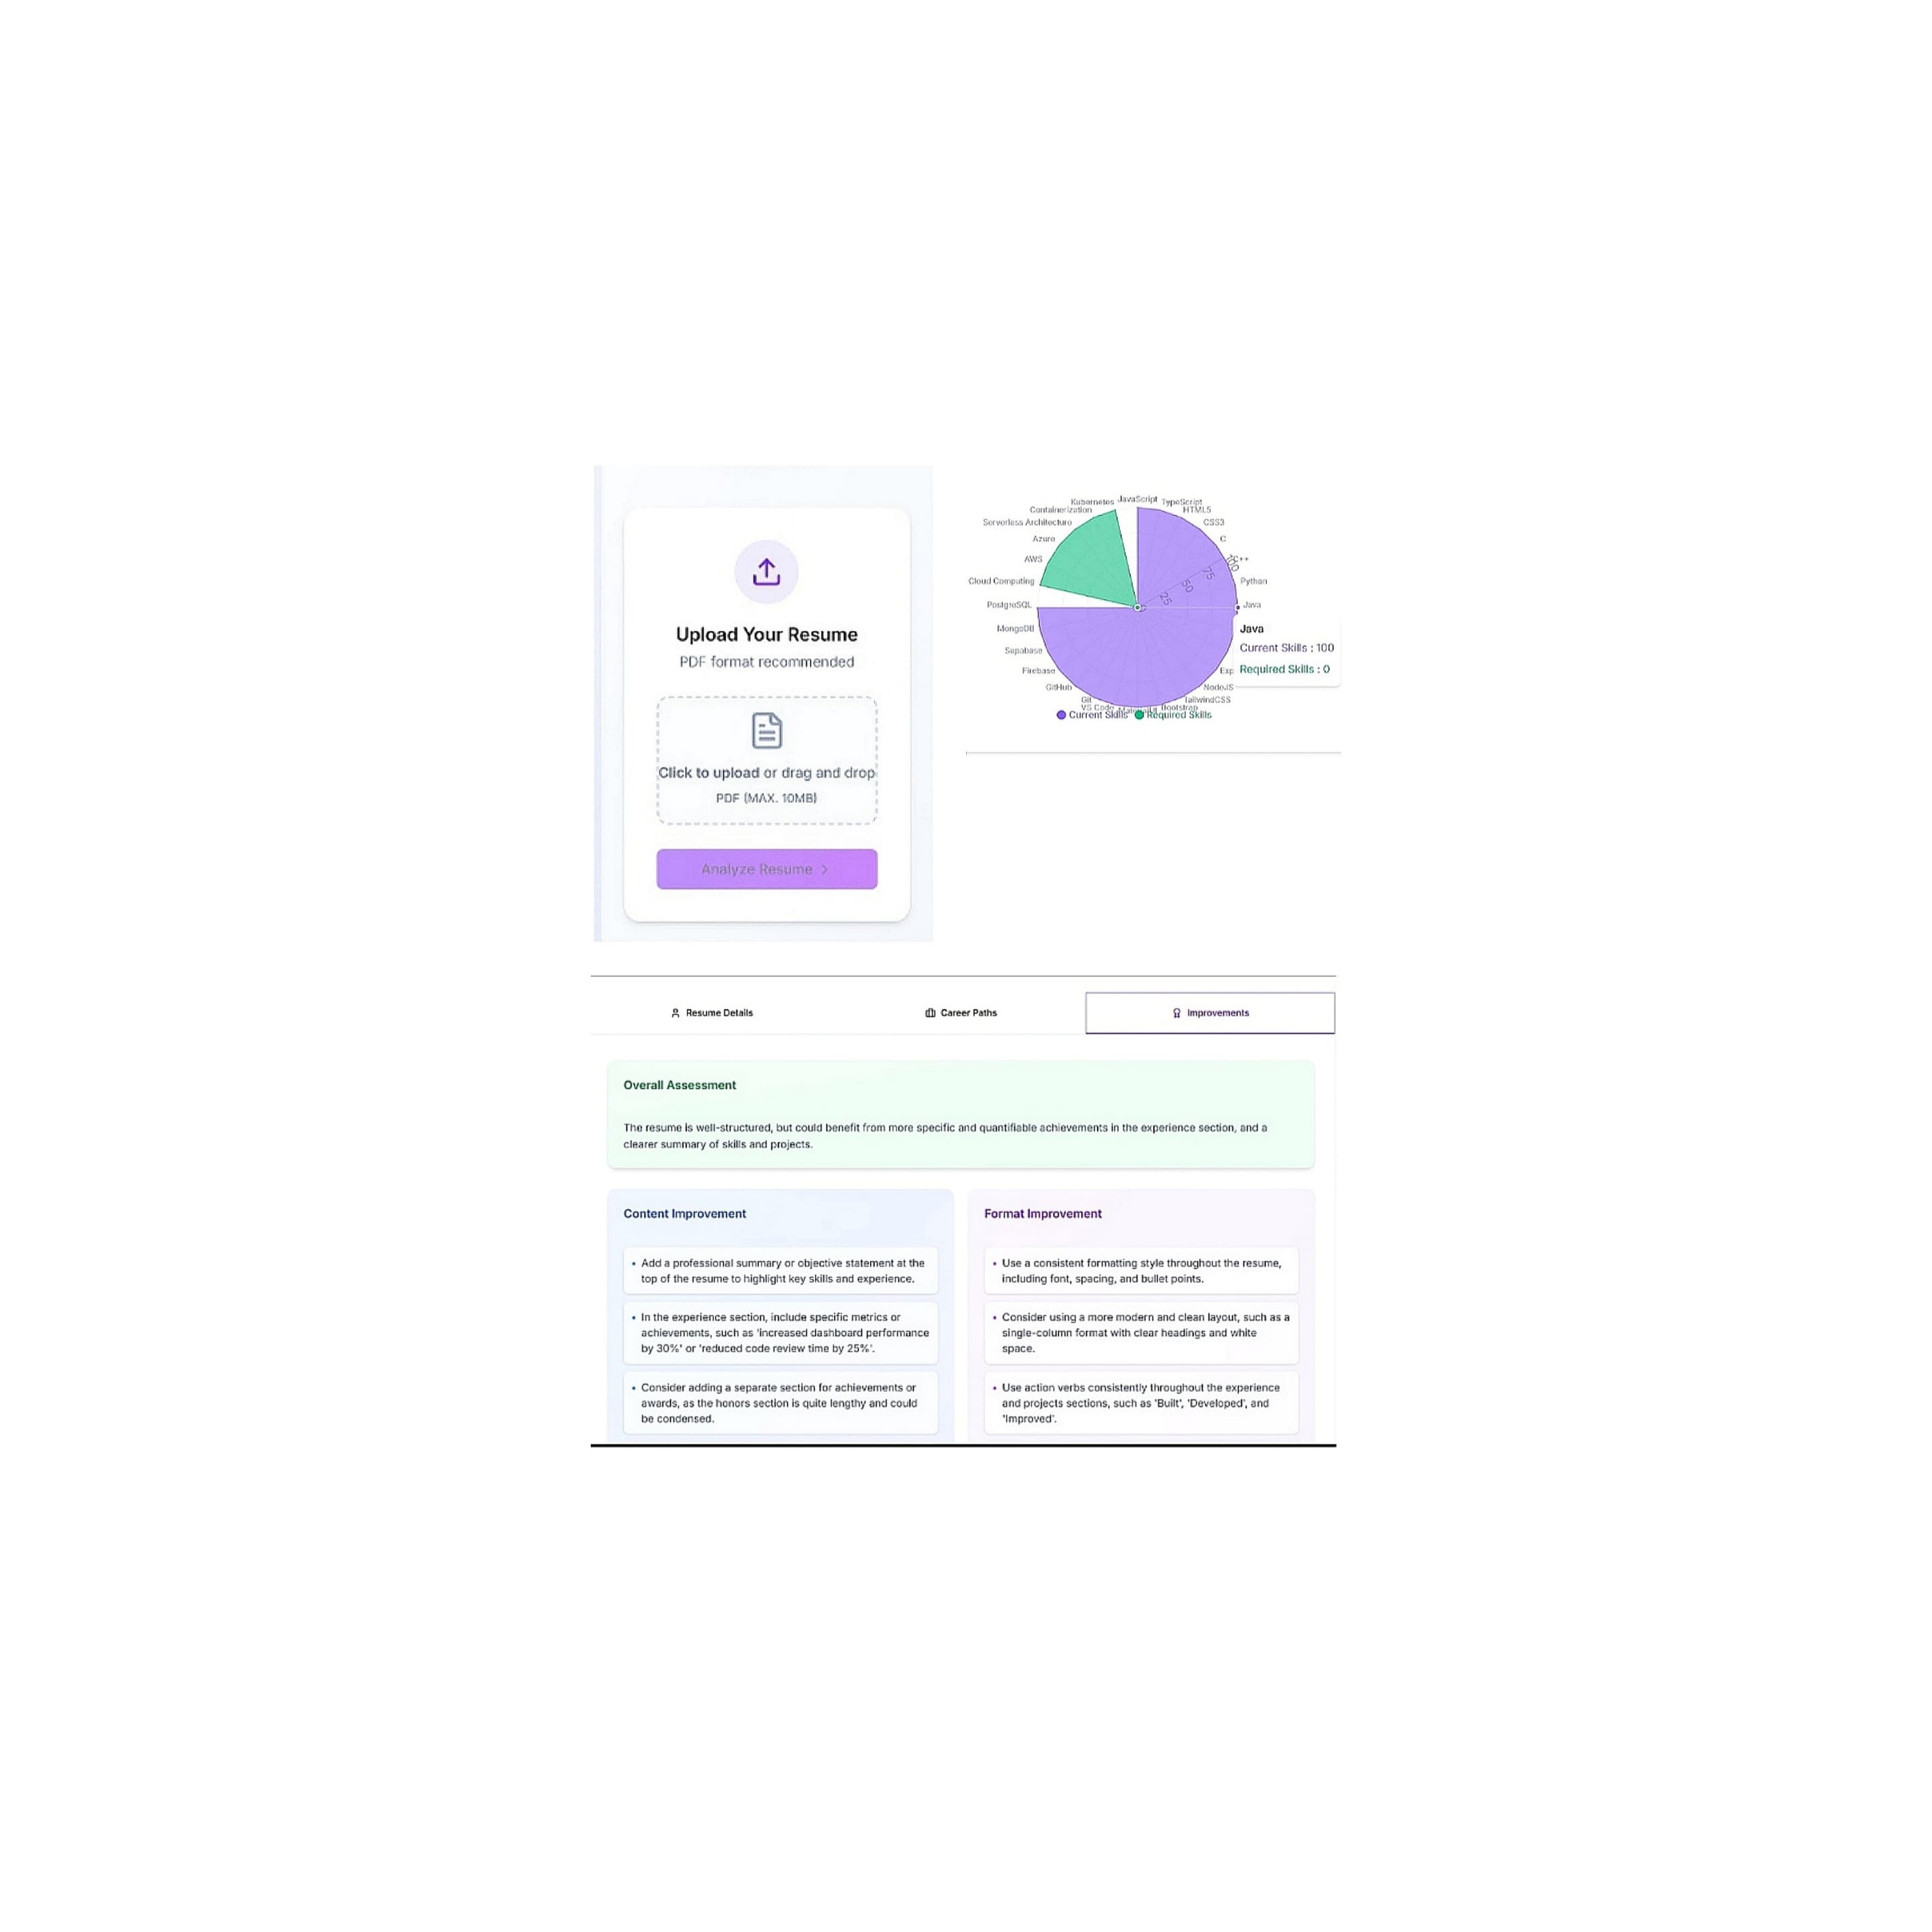 Upload Your Resume
PDF format recommended
Click to upload or drag and drop
PDF (MAX. 10MB)
Analyze Resume
JavaScript
TypeScript
HTML5
CSS3
C
C++
Python
Java
Exp
NodeJS
TailwindCSS
Bootstrap
VS Code
Git
GitHub
Firebase
Supabase
MongoDB
PostgreSQL
Cloud Computing
AWS
Azure
Serverless Architecture
Containerization
Kubernetes
25
50
75
100
Java
Current Skills : 100
Required Skills : 0
Current Skills
Required Skills
Resume Details
Career Paths
Improvements
Overall Assessment
The resume is well-structured, but could benefit from more specific and quantifiable achievements in the experience section, and a
clearer summary of skills and projects.
Content Improvement
• Add a professional summary or objective statement at the
top of the resume to highlight key skills and experience.
• In the experience section, include specific metrics or
achievements, such as 'increased dashboard performance
by 30%' or 'reduced code review time by 25%'.
• Consider adding a separate section for achievements or
awards, as the honors section is quite lengthy and could
be condensed.
Format Improvement
• Use a consistent formatting style throughout the resume,
including font, spacing, and bullet points.
• Consider using a more modern and clean layout, such as a
single-column format with clear headings and white
space.
• Use action verbs consistently throughout the experience
and projects sections, such as 'Built', 'Developed', and
'Improved'.